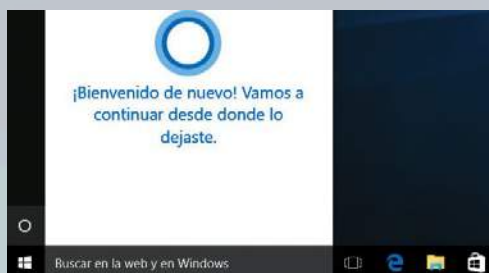 ¡Bienvenido de nuevo! Vamos a
continuar desde donde lo
dejaste.
Buscar en la web y en Windows